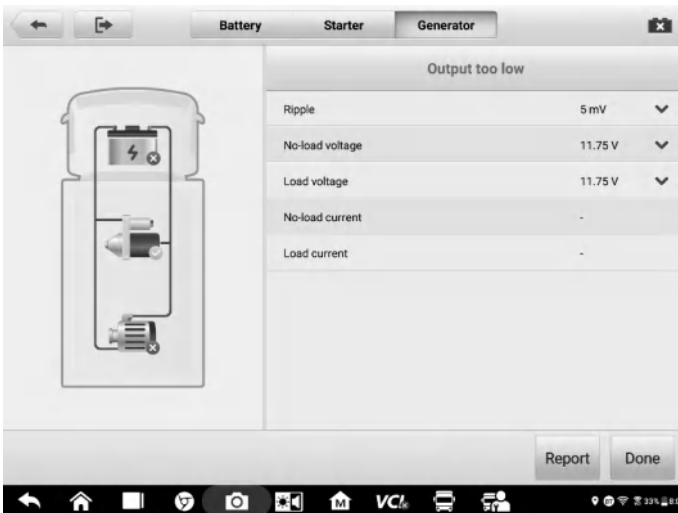 Battery Starter Generator
Output too low
Ripple 5 mV
No-load voltage 11.75 V
Load voltage 11.75 V
No-load current -
Load current -
Report Done
M VCI 33%